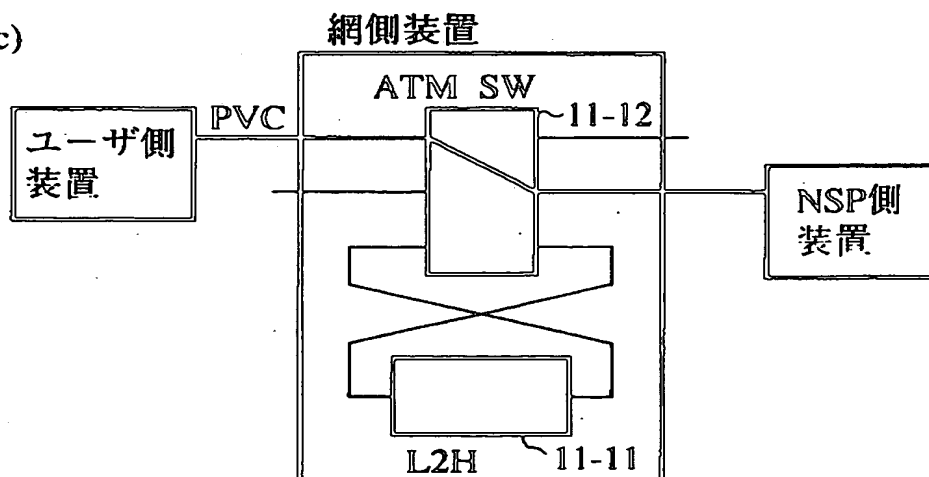 c)
網側装置
ATM SW
11-12
PVC
ユーザ側
装置
NSP側
装置
L2H
11-11